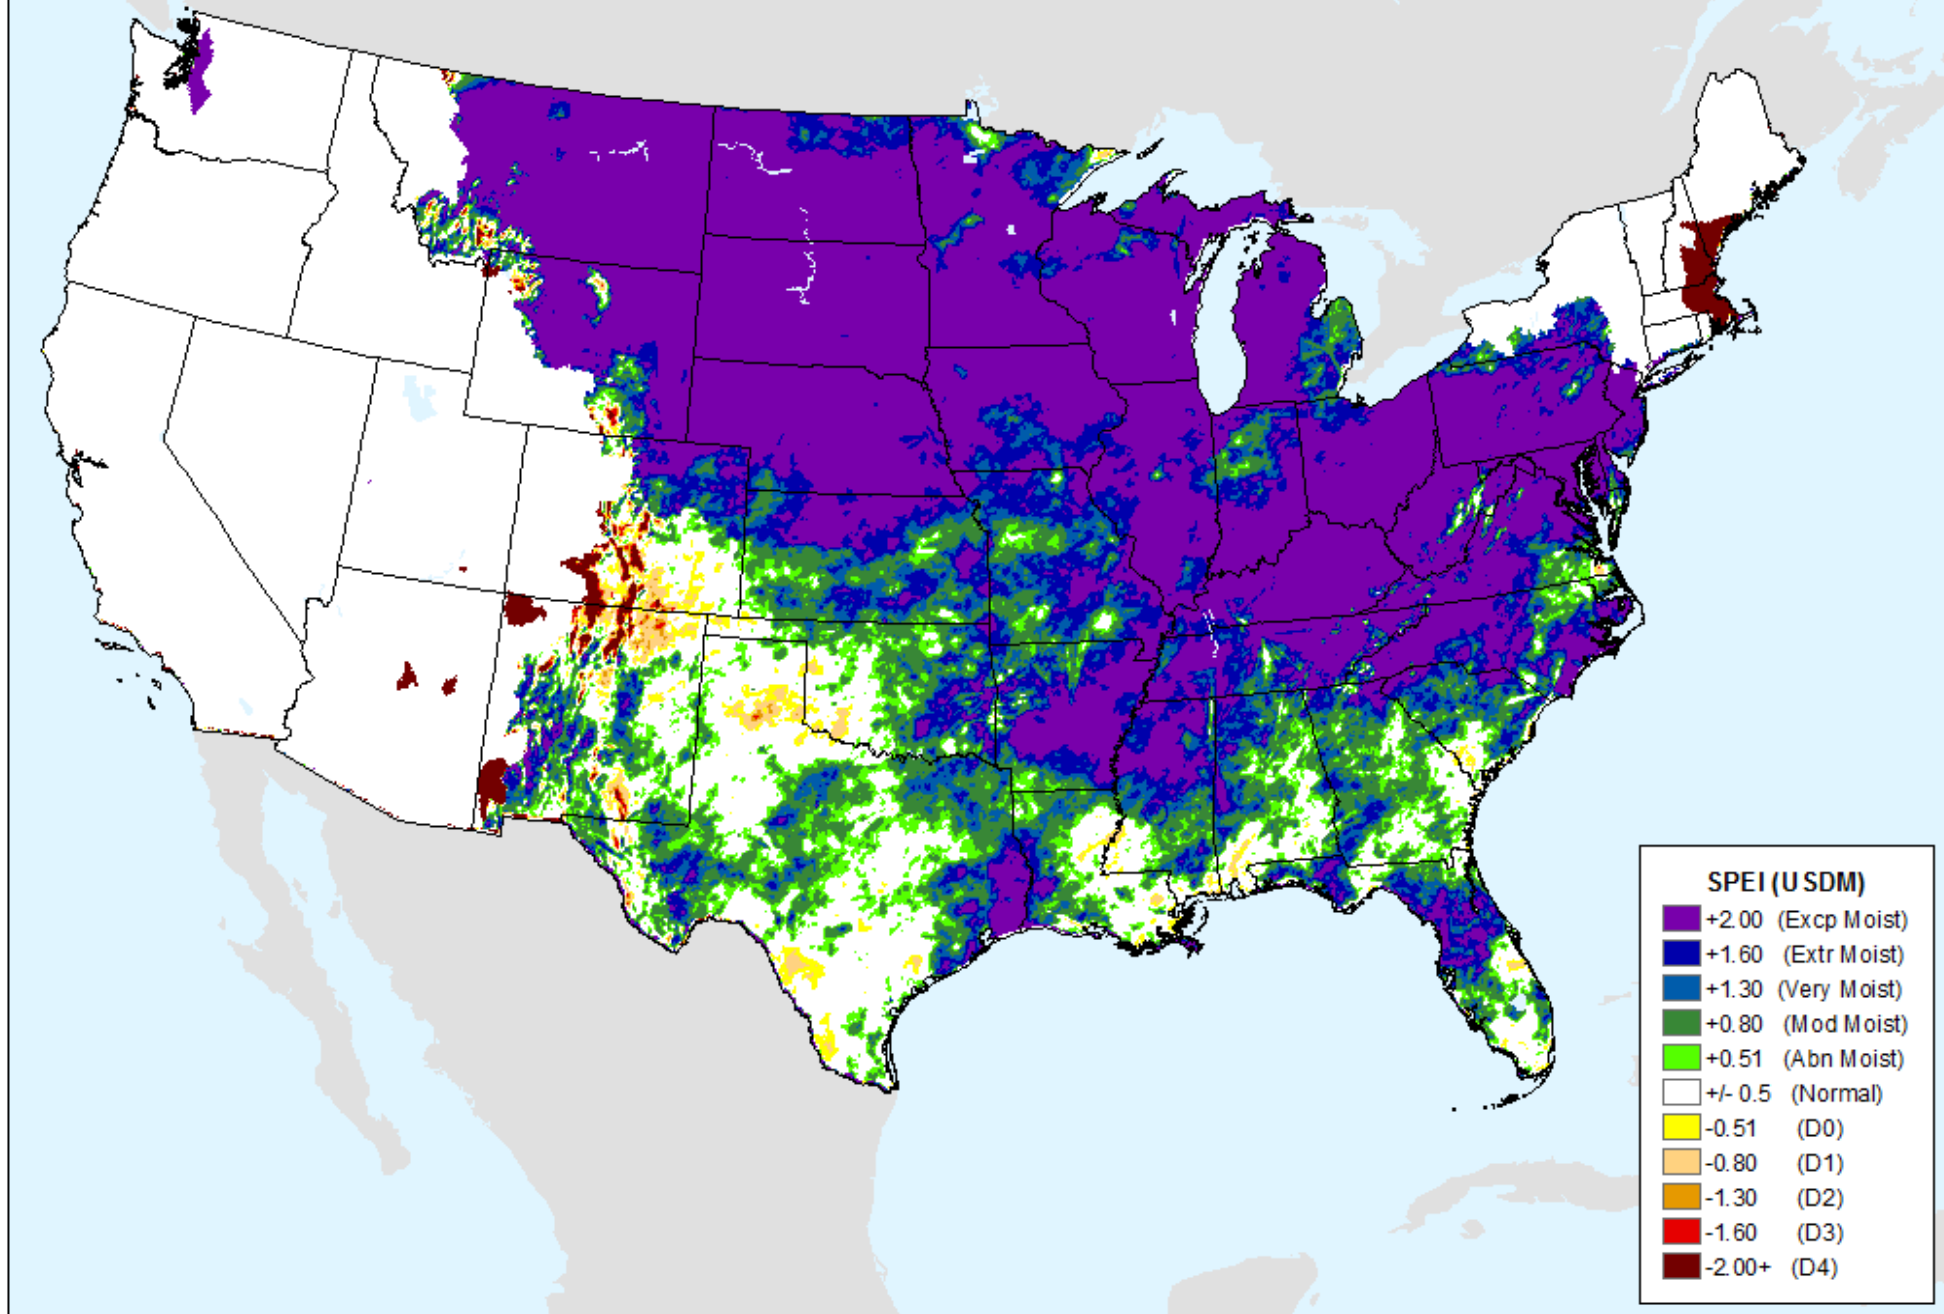 SPEI (USDM)
+2.00 (Excp Moist)
+1.60 (Extr Moist)
+1.30 (Very Moist)
+0.80 (Mod Moist)
+0.51 (Abn Moist)
+/- 0.5 (Normal)
-0.51 (D0)
-0.80 (D1)
-1.30 (D2)
-1.60 (D3)
-2.00+ (D4)